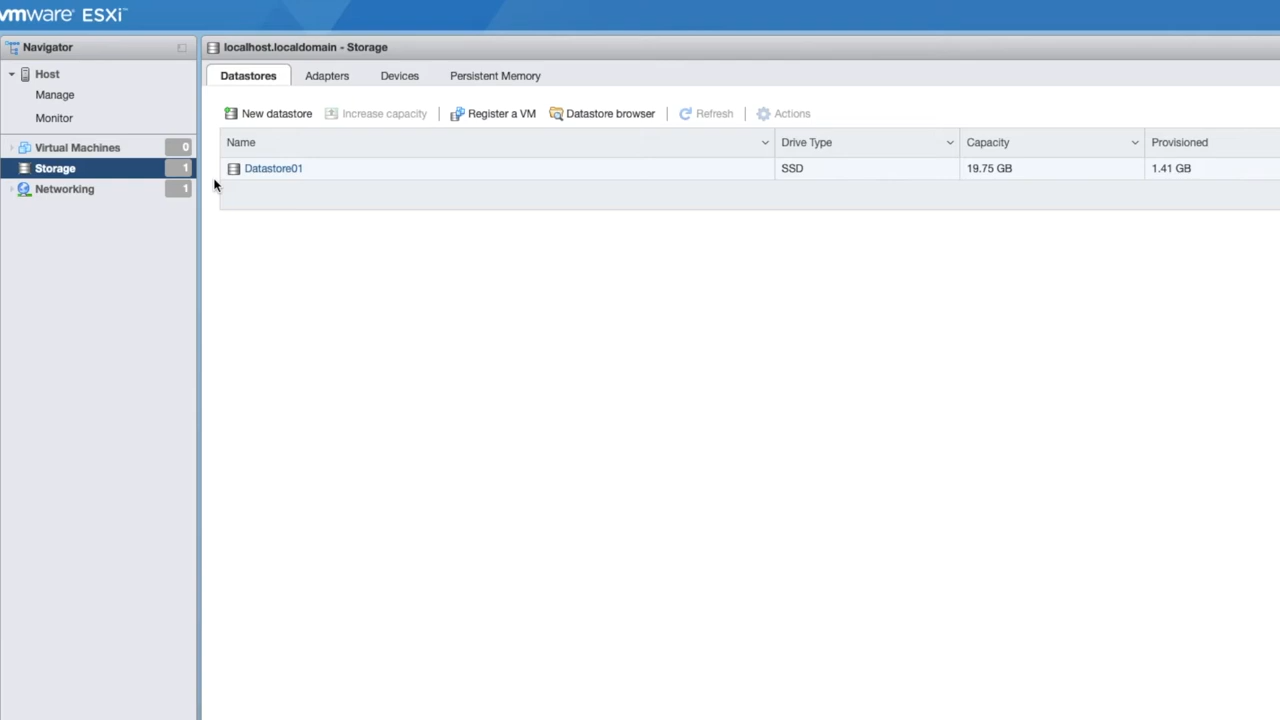 vmware ESXi™
Navigator
localhost.localdomain - Storage
Host
Manage
Monitor
Virtual Machines 0
Storage 1
Networking 1
Datastores Adapters Devices Persistent Memory
New datastore Increase capacity Register a VM Datastore browser Refresh Actions
Name Drive Type Capacity Provisioned
Datastore01 SSD 19.75 GB 1.41 GB